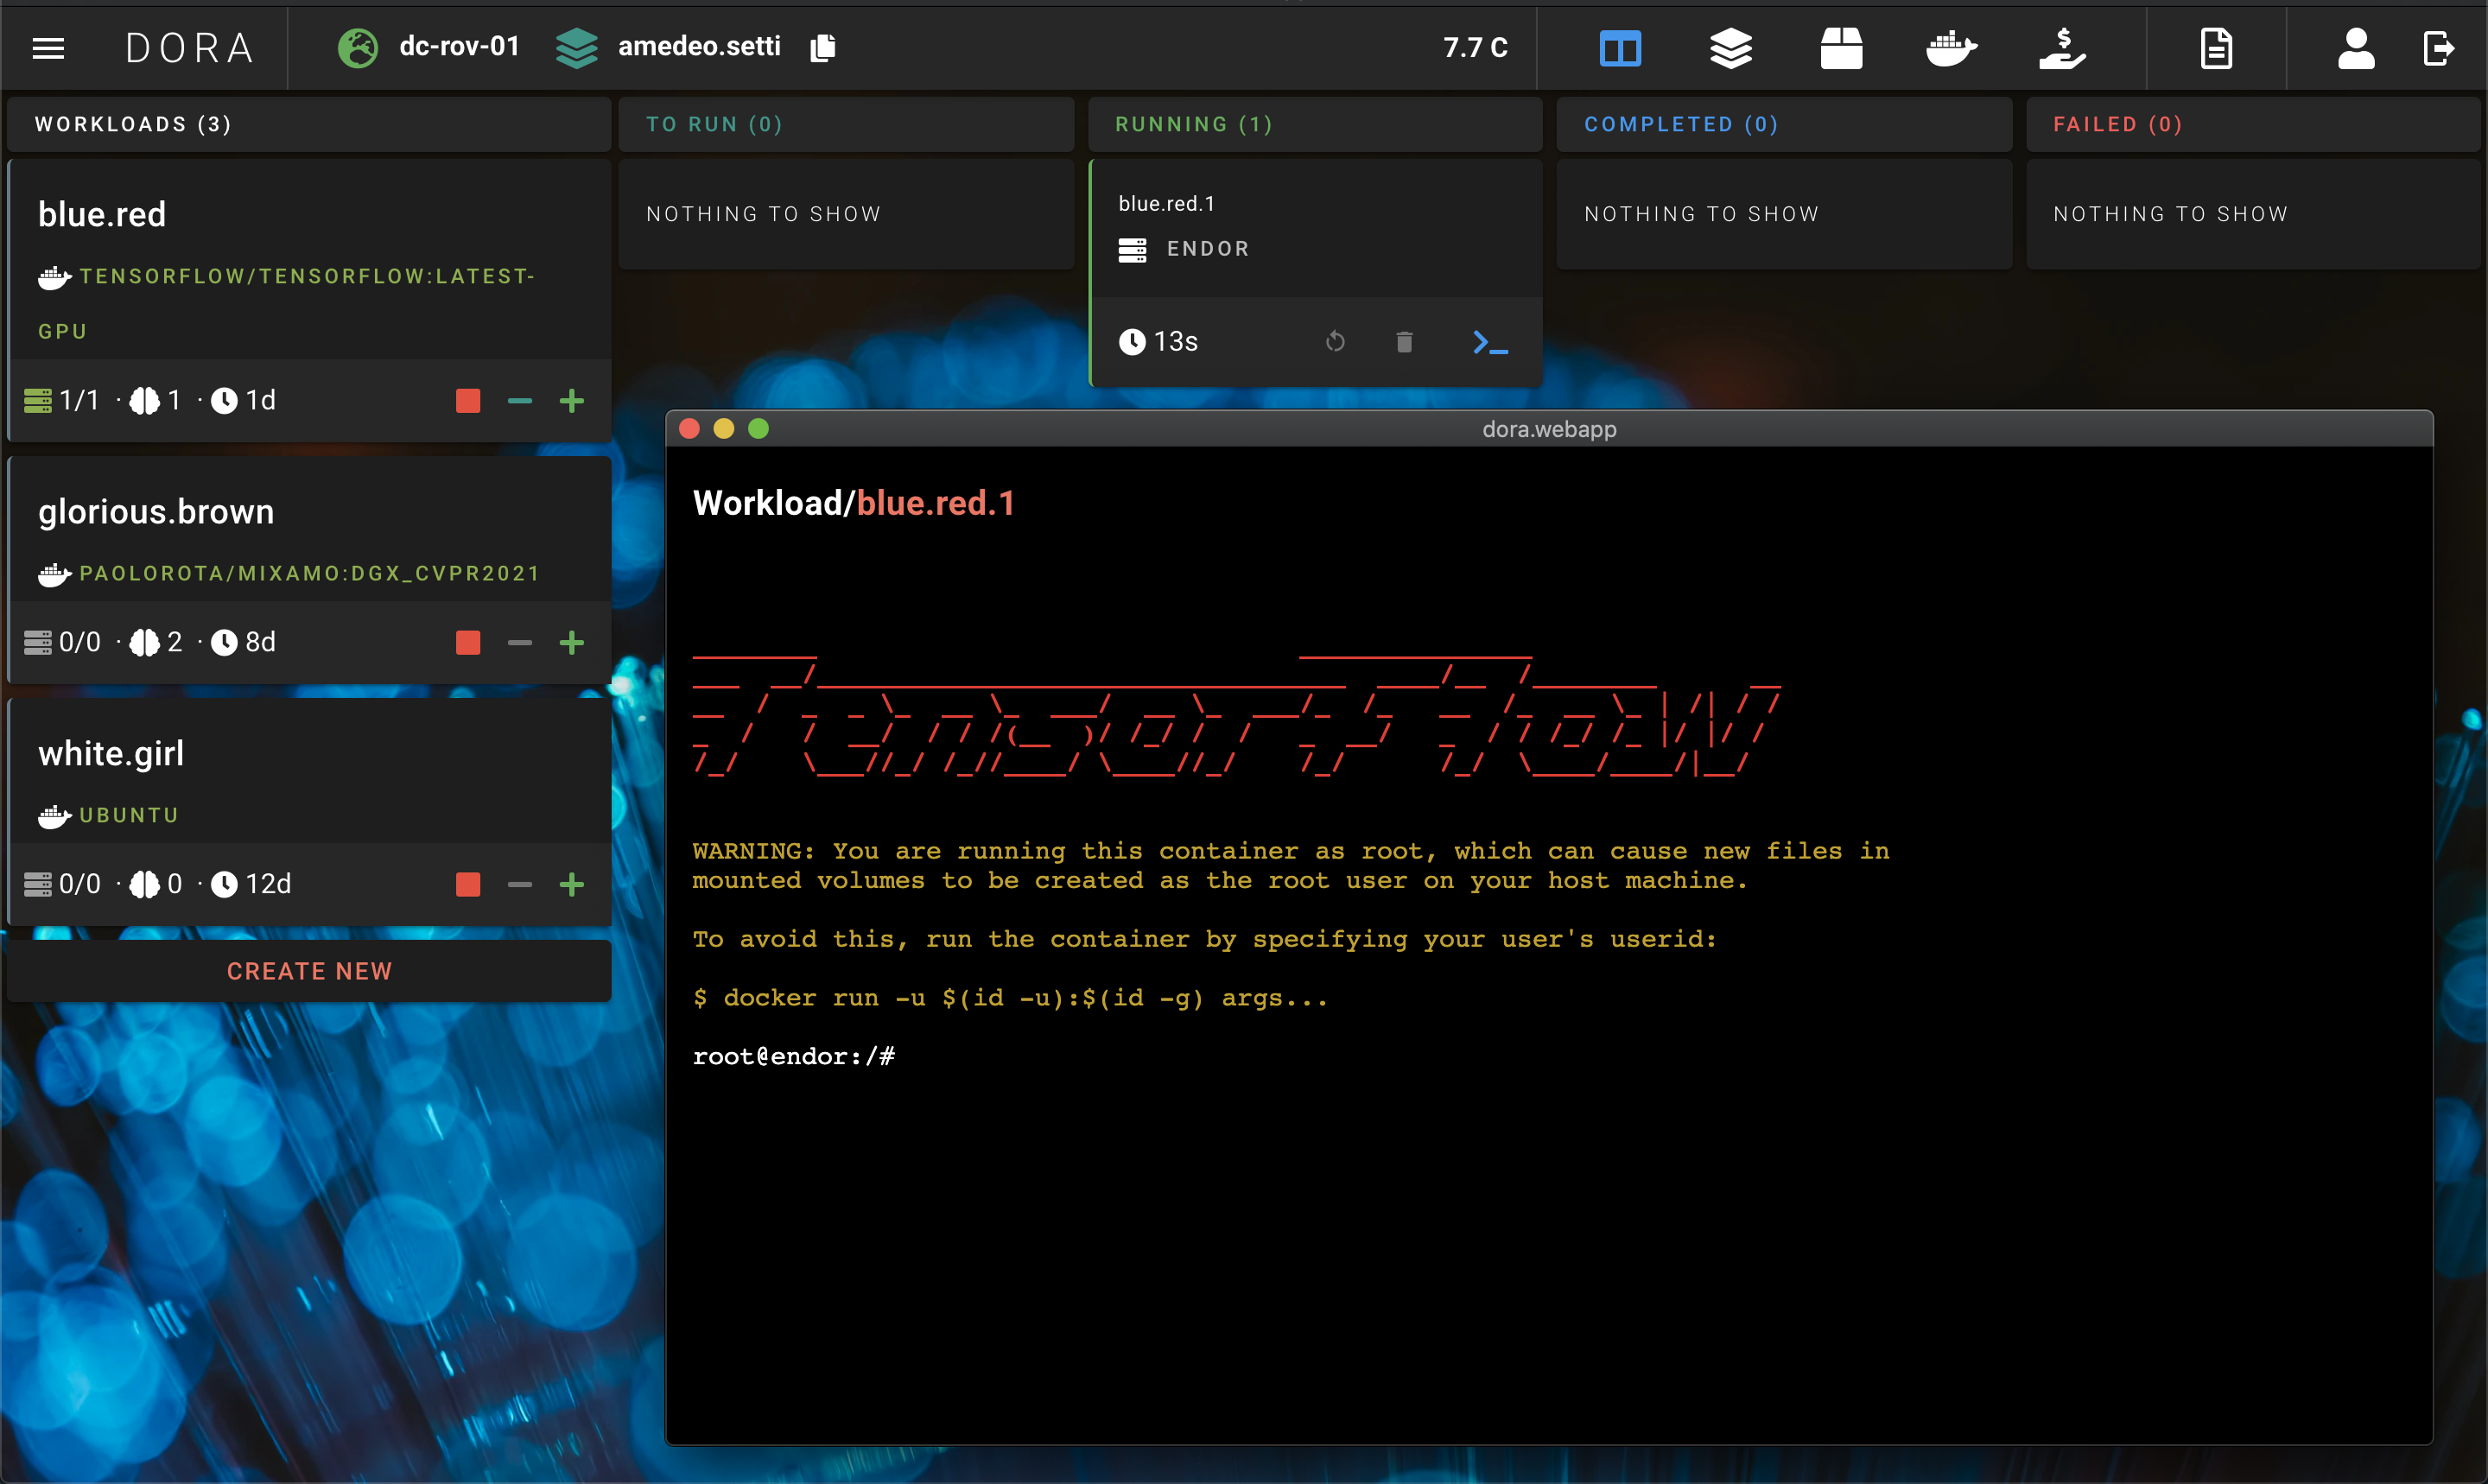 DORA
dc-rov-01
amedeo.setti
7.7 C
WORKLOADS (3)
TO RUN (0)
RUNNING (1)
COMPLETED (0)
FAILED (0)
blue.red
TENSORFLOW/TENSORFLOW:LATEST-
GPU
1/1 · 1 · 1d
glorious.brown
PAOLOROTA/MIXAMO:DGX_CVPR2021
0/0 · 2 · 8d
white.girl
UBUNTU
0/0 · 0 · 12d
CREATE NEW
NOTHING TO SHOW
blue.red.1
ENDOR
13s
NOTHING TO SHOW
NOTHING TO SHOW
dora.webapp
Workload/blue.red.1
TensorFlow
WARNING: You are running this container as root, which can cause new files in
mounted volumes to be created as the root user on your host machine.
To avoid this, run the container by specifying your user's userid:
$ docker run -u $(id -u):$(id -g) args...
root@endor:/#